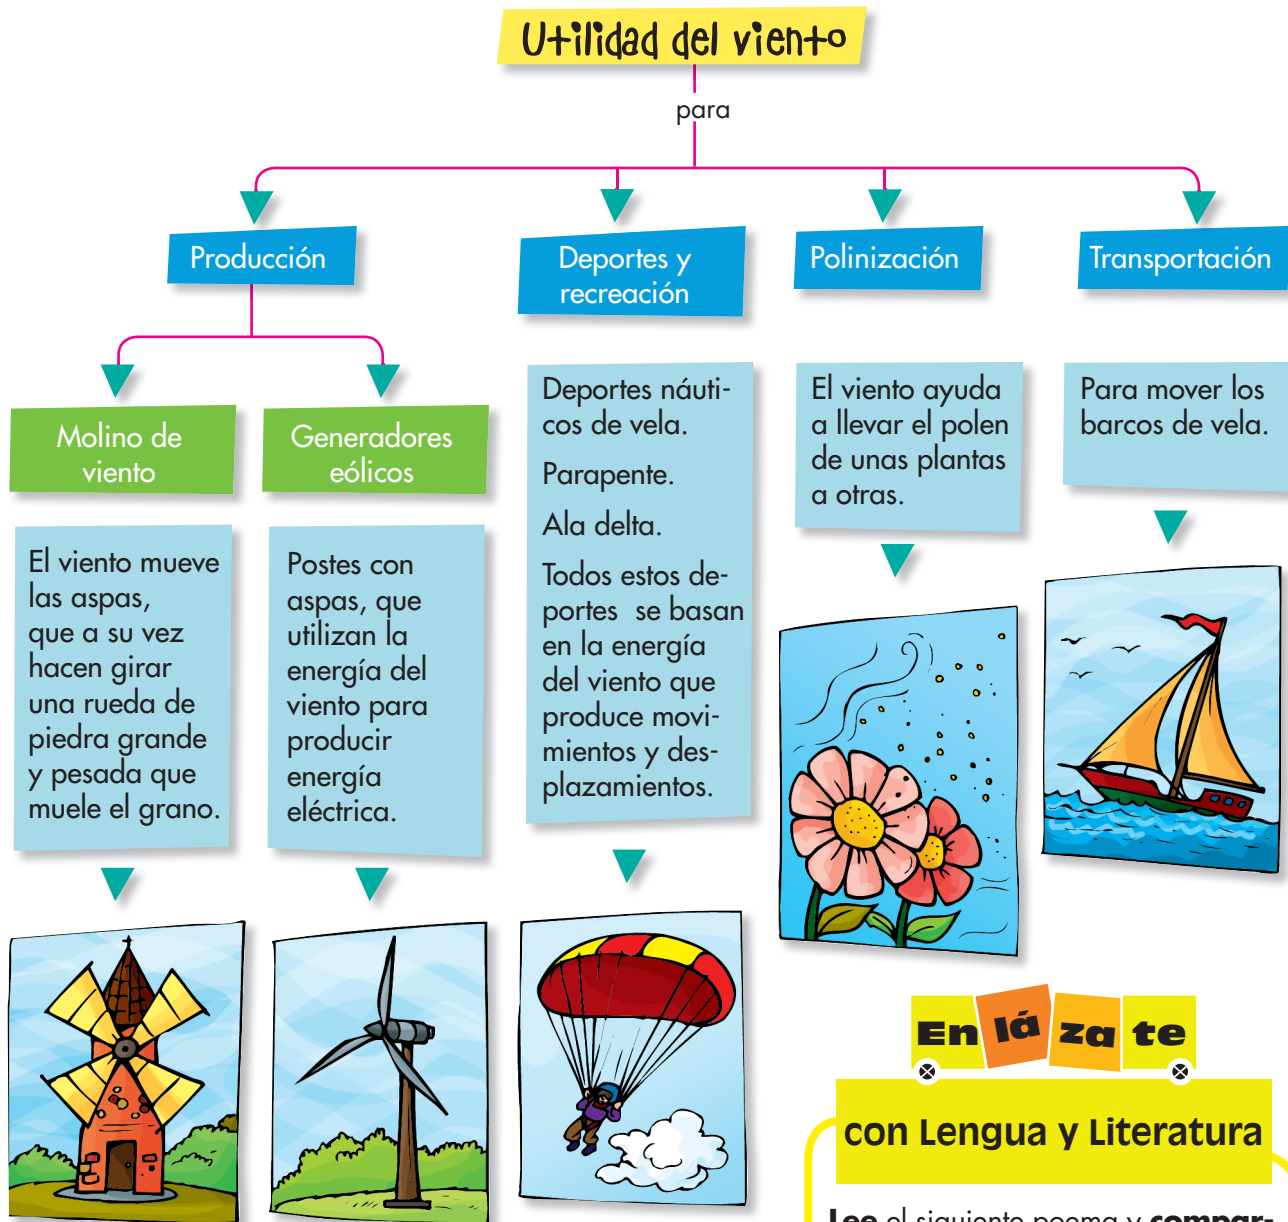 Utilidad del viento
para
Producción
Deportes y
recreación
Polinización
Transportación
Molino de
viento
Generadores
eólicos
El viento mueve
las aspas,
que a su vez
hacen girar
una rueda de
piedra grande
y pesada que
muele el grano.
Postes con
aspas, que
utilizan la
energía del
viento para
producir
energía
eléctrica.
Deportes náuti-
cos de vela.
Parapente.
Ala delta.
Todos estos de-
portes se basan
en la energía
del viento que
produce movi-
mientos y des-
plazamientos.
El viento ayuda
a llevar el polen
de unas plantas
a otras.
Para mover los
barcos de vela.
En lá za te
con Lengua y Literatura
Lee el siguiente poema y compar-